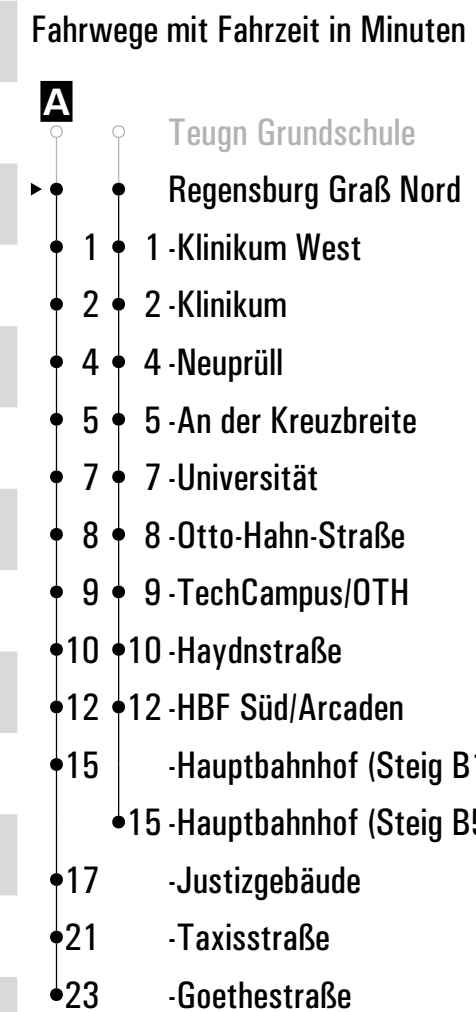 Fahrwege mit Fahrzeit in Minuten
A
Teugn Grundschule
Regensburg Graß Nord
1 1 -Klinikum West
2 2 -Klinikum
4 4 -Neuprüll
5 5 -An der Kreuzbreite
7 7 -Universität
8 8 -Otto-Hahn-Straße
9 9 -TechCampus/OTH
10 10 -Haydnstraße
12 12 -HBF Süd/Arcaden
15 -Hauptbahnhof (Steig
15 -Hauptbahnhof (Steig
17 -Justizgebäude
21 -Taxisstraße
23 -Goethestraße